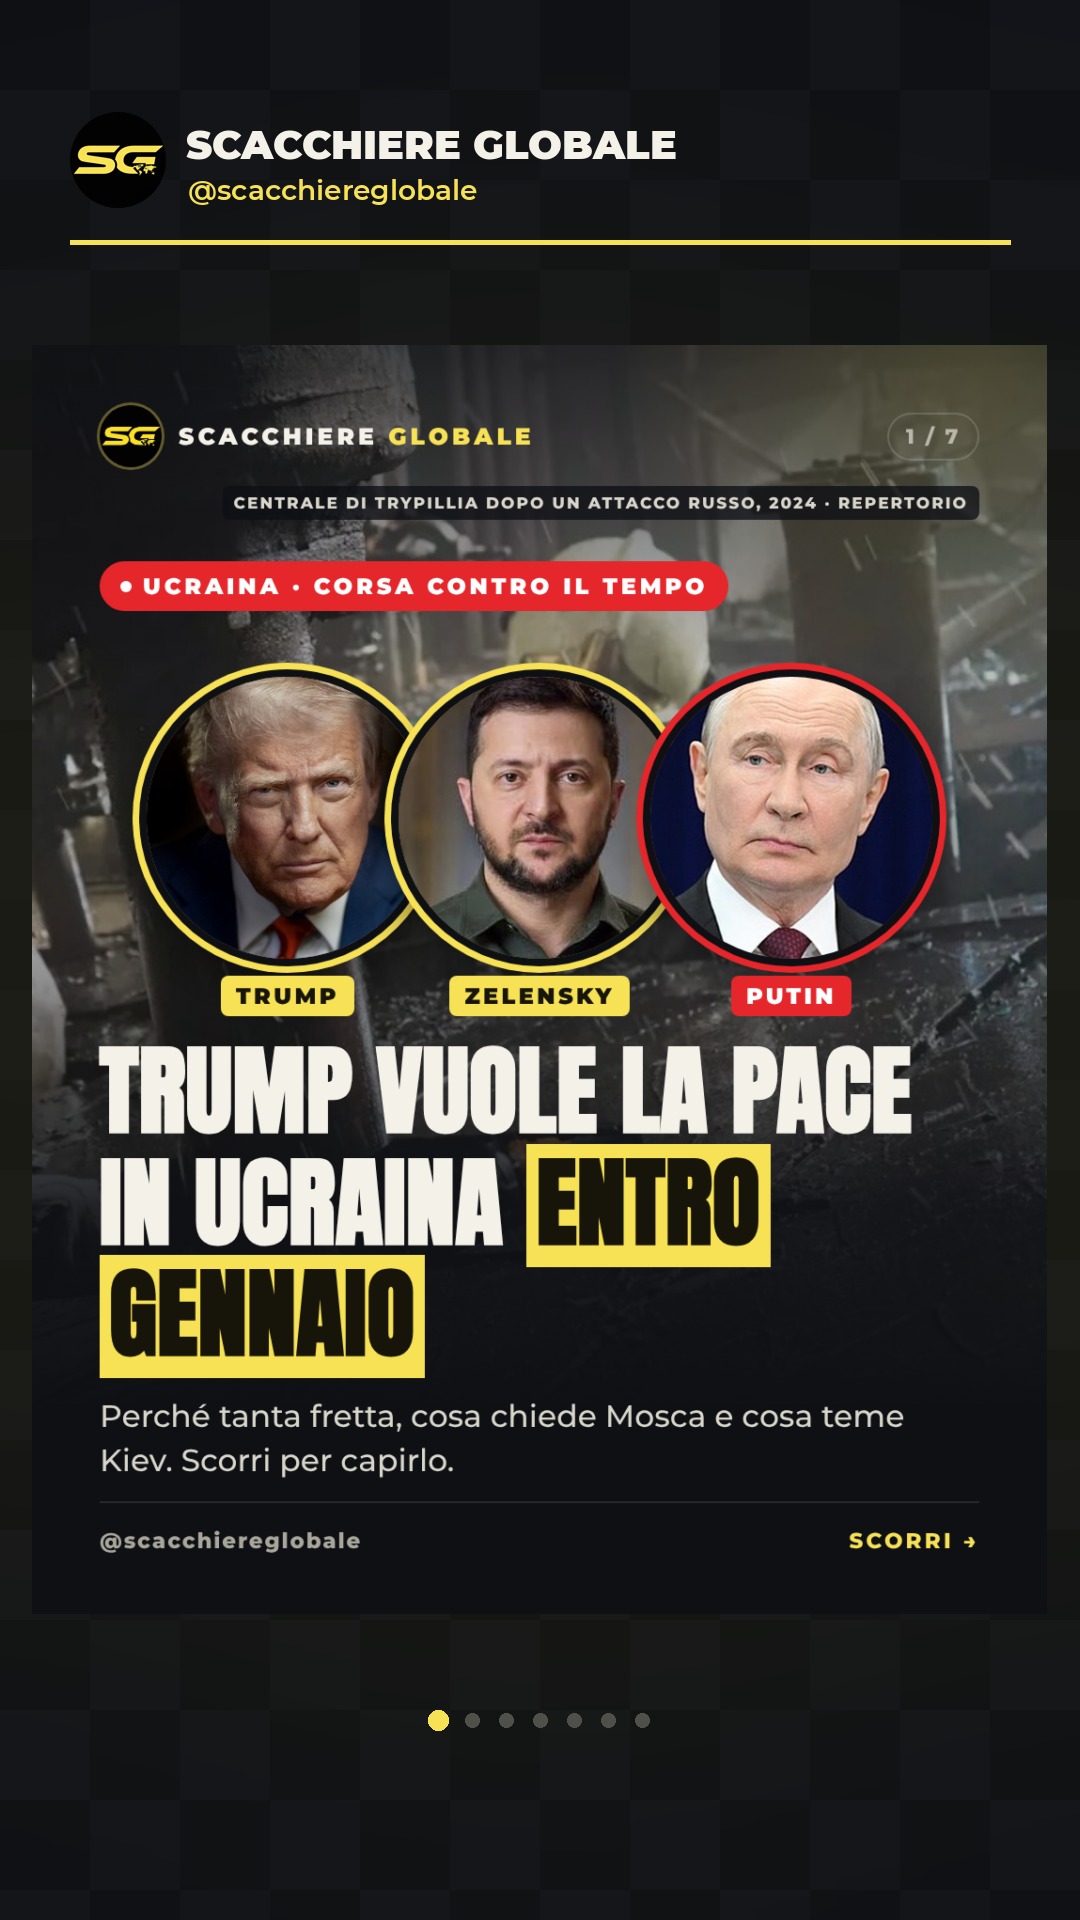 SG
SCACCHIERE GLOBALE
@scacchiereglobale
SG
SCACCHIERE GLOBALE
1 / 7
CENTRALE DI TRYPILLIA DOPO UN ATTACCO RUSSO, 2024 · REPERTORIO
UCRAINA · CORSA CONTRO IL TEMPO
TRUMP
ZELENSKY
PUTIN
TRUMP VUOLE LA PACE
IN UCRAINA ENTRO
GENNAIO
Perché tanta fretta, cosa chiede Mosca e cosa teme
Kiev. Scorri per capirlo.
@scacchiereglobale
SCORRI →